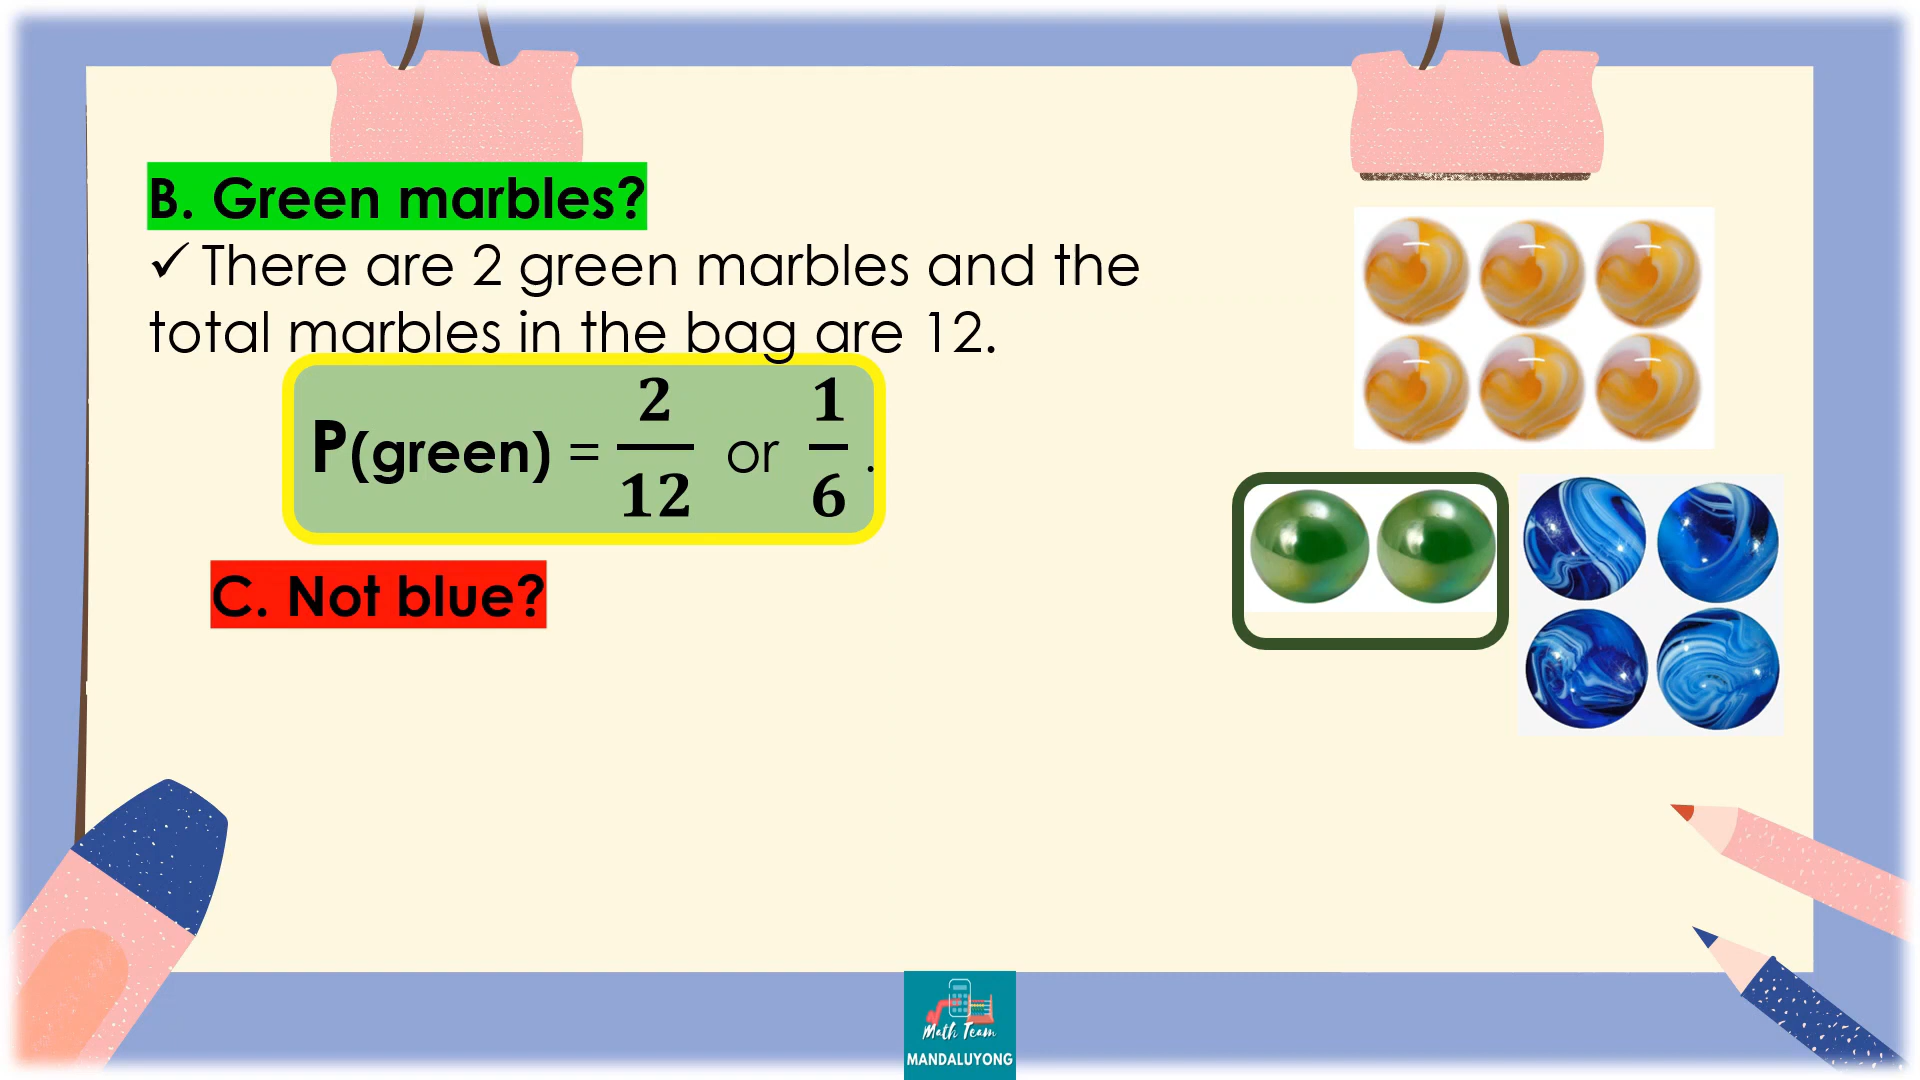 B. Green marbles?
✓ There are 2 green marbles and the
total marbles in the bag are 12.
P(green) = 2/12 or 1/6 .
C. Not blue?
Math Team
MANDALUYONG